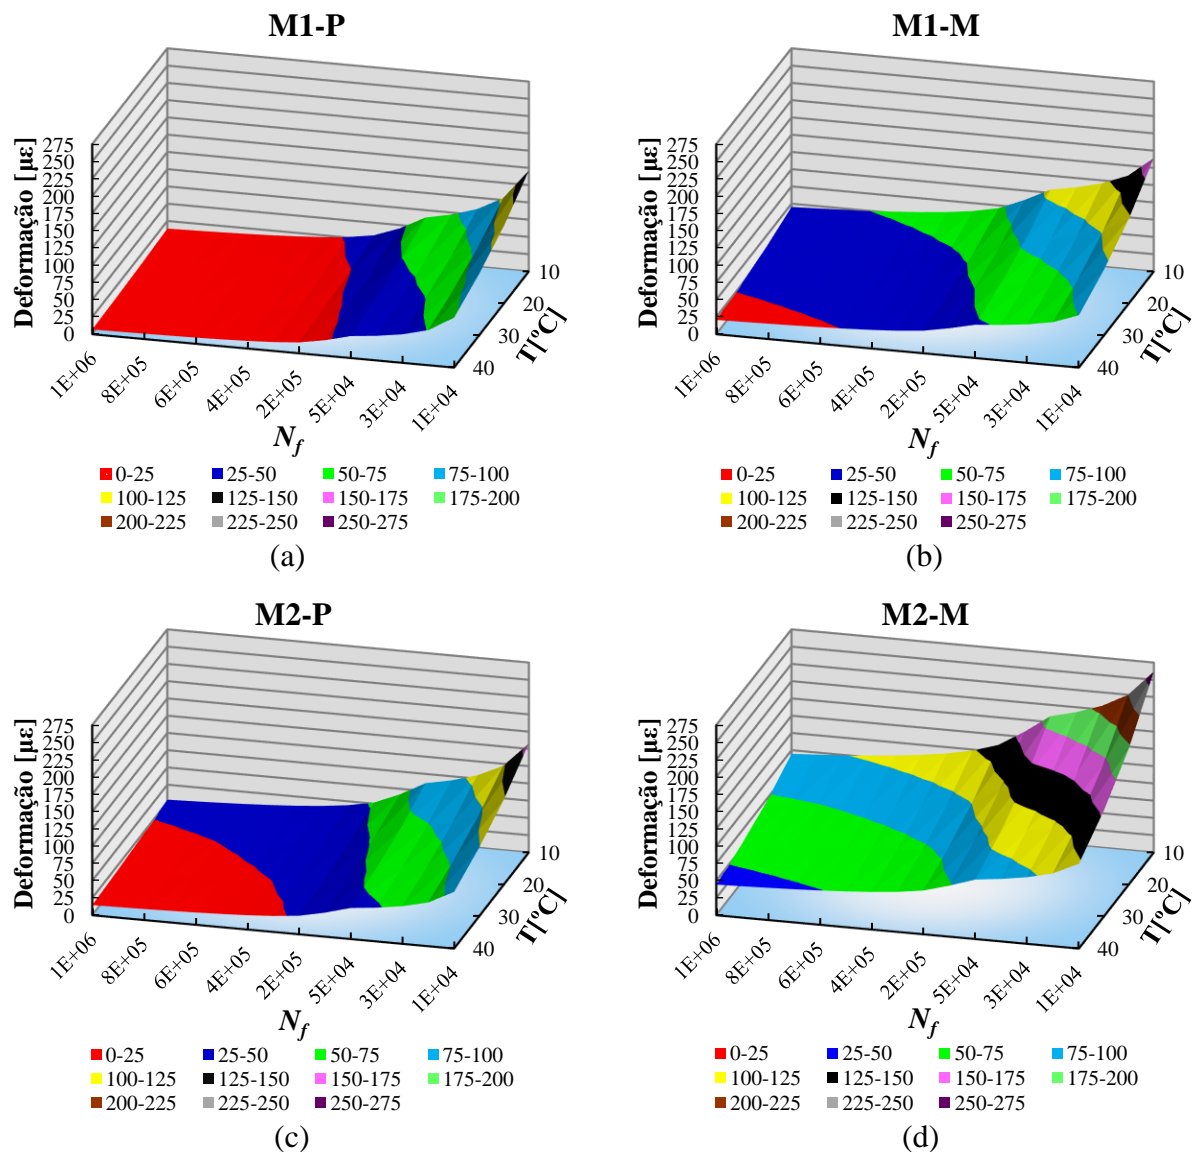 M1-P
Deformação [µε]
275
250
225
200
175
150
125
100
75
50
25
0
1E+06
8E+05
6E+05
4E+05
2E+05
5E+04
3E+04
1E+04
N_f
10
20
30
40
T[ºC]
0-25 25-50 50-75 75-100
100-125 125-150 150-175 175-200
200-225 225-250 250-275
(a)
M1-M
Deformação [µε]
275
250
225
200
175
150
125
100
75
50
25
0
1E+06
8E+05
6E+05
4E+05
2E+05
5E+04
3E+04
1E+04
N_f
10
20
30
40
T[ºC]
0-25 25-50 50-75 75-100
100-125 125-150 150-175 175-200
200-225 225-250 250-275
(b)
M2-P
Deformação [µε]
275
250
225
200
175
150
125
100
75
50
25
0
1E+06
8E+05
6E+05
4E+05
2E+05
5E+04
3E+04
1E+04
N_f
10
20
30
40
T[ºC]
0-25 25-50 50-75 75-100
100-125 125-150 150-175 175-200
200-225 225-250 250-275
(c)
M2-M
Deformação [µε]
275
250
225
200
175
150
125
100
75
50
25
0
1E+06
8E+05
6E+05
4E+05
2E+05
5E+04
3E+04
1E+04
N_f
10
20
30
40
T[ºC]
0-25 25-50 50-75 75-100
100-125 125-150 150-175 175-200
200-225 225-250 250-275
(d)